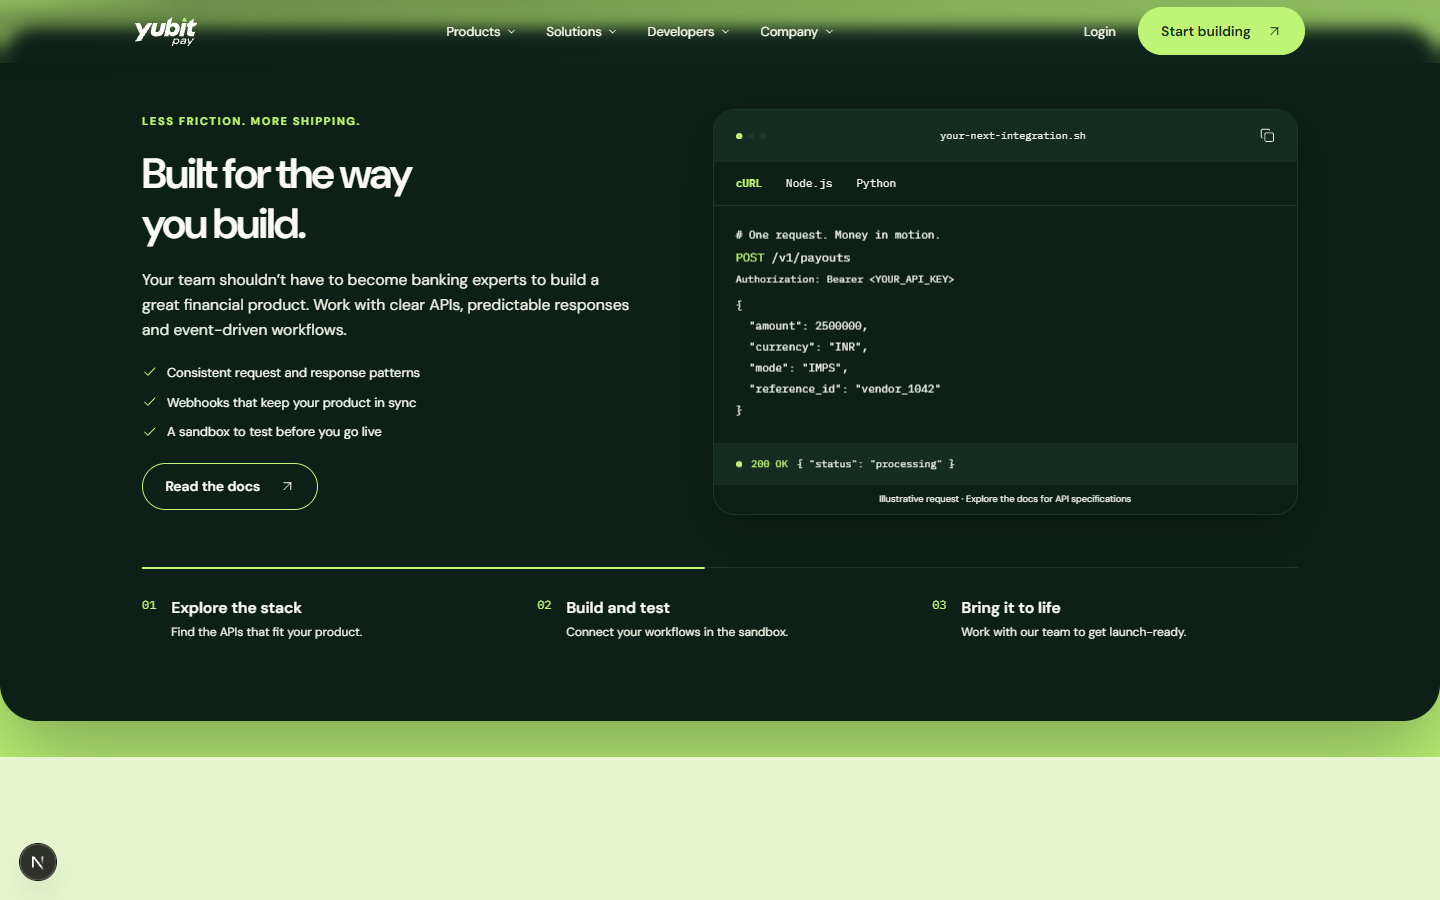 yubit
pay
Products
Solutions
Developers
Company
Login
Start building
LESS FRICTION. MORE SHIPPING.
Built for the way
you build.
Your team shouldn’t have to become banking experts to build a
great financial product. Work with clear APIs, predictable responses
and event-driven workflows.
Consistent request and response patterns
Webhooks that keep your product in sync
A sandbox to test before you go live
Read the docs
your-next-integration.sh
cURL
Node.js
Python
# One request. Money in motion.
POST /v1/payouts
Authorization: Bearer <YOUR_API_KEY>
{
"amount": 2500000,
"currency": "INR",
"mode": "IMPS",
"reference_id": "vendor_1042"
}
200 OK { "status": "processing" }
Illustrative request · Explore the docs for API specifications
01 Explore the stack
Find the APIs that fit your product.
02 Build and test
Connect your workflows in the sandbox.
03 Bring it to life
Work with our team to get launch-ready.
N